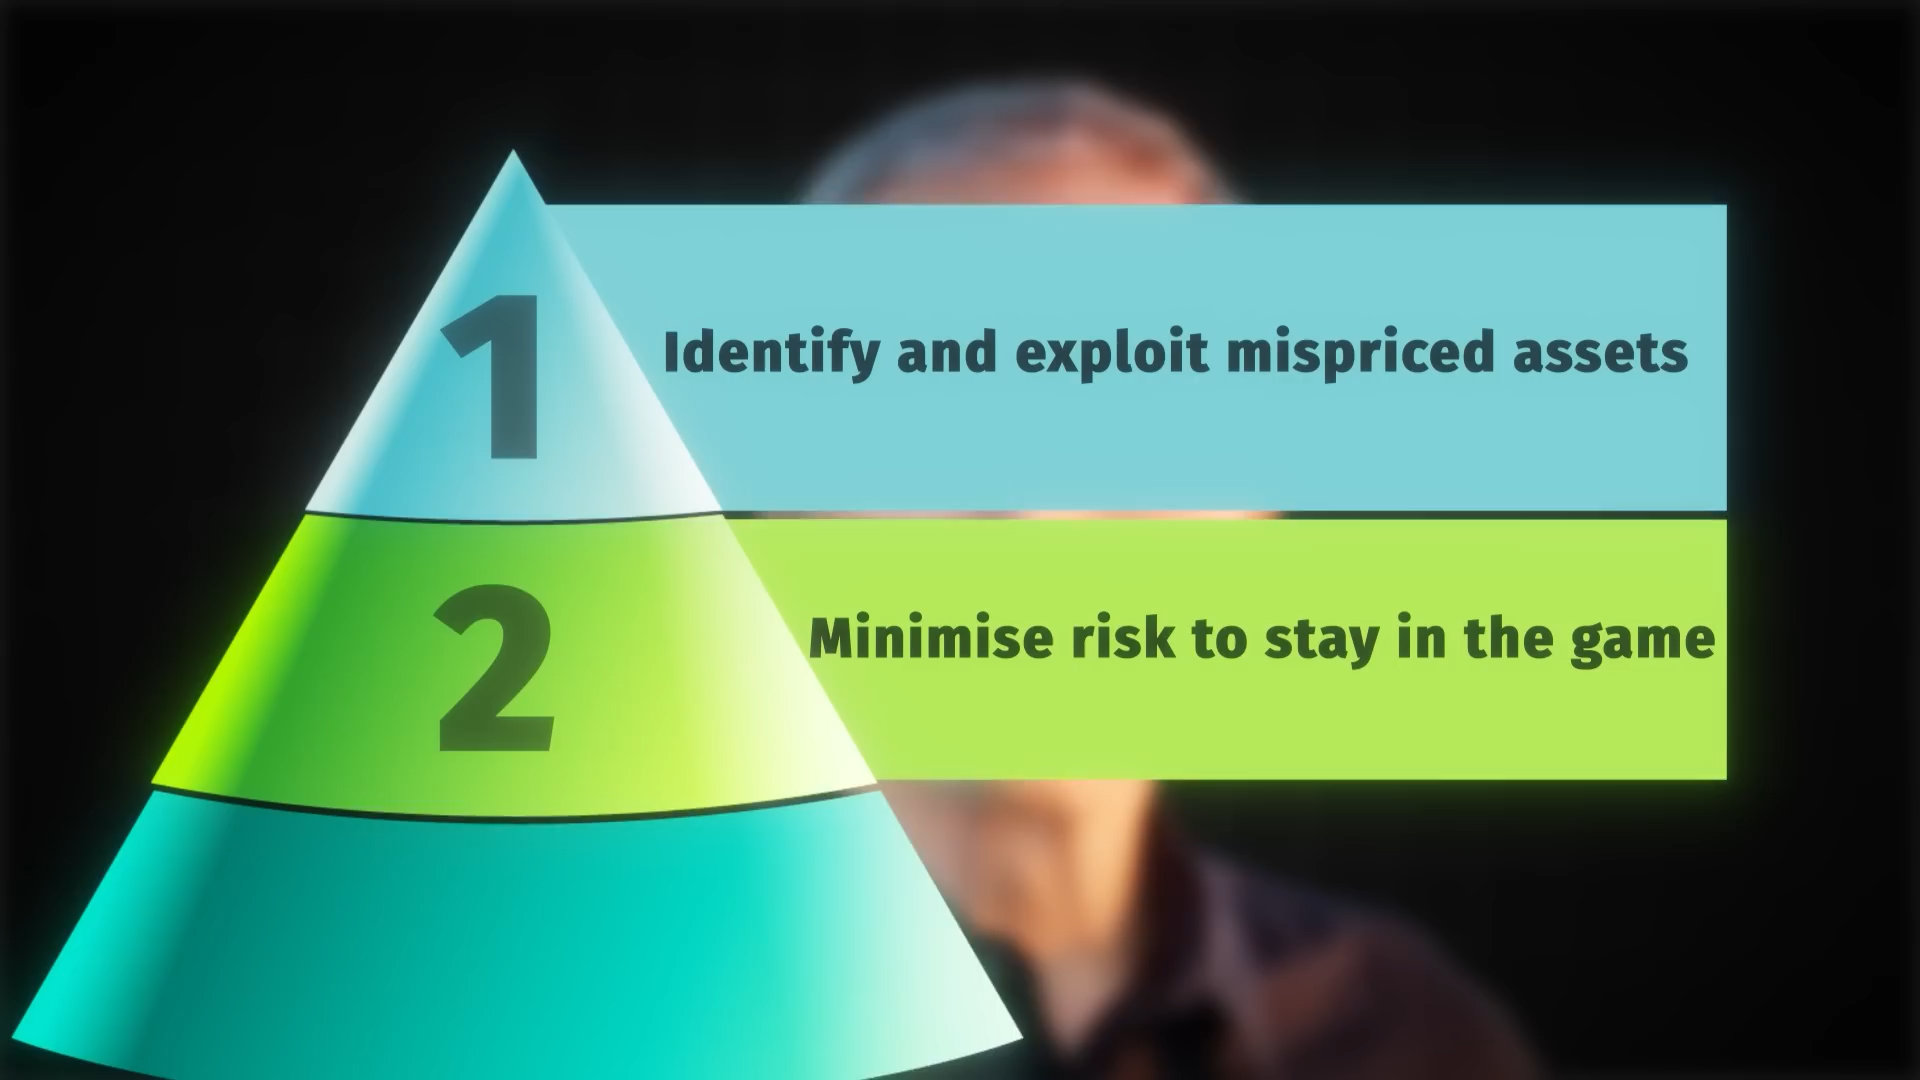 1
Identify and exploit mispriced assets
2
Minimise risk to stay in the game